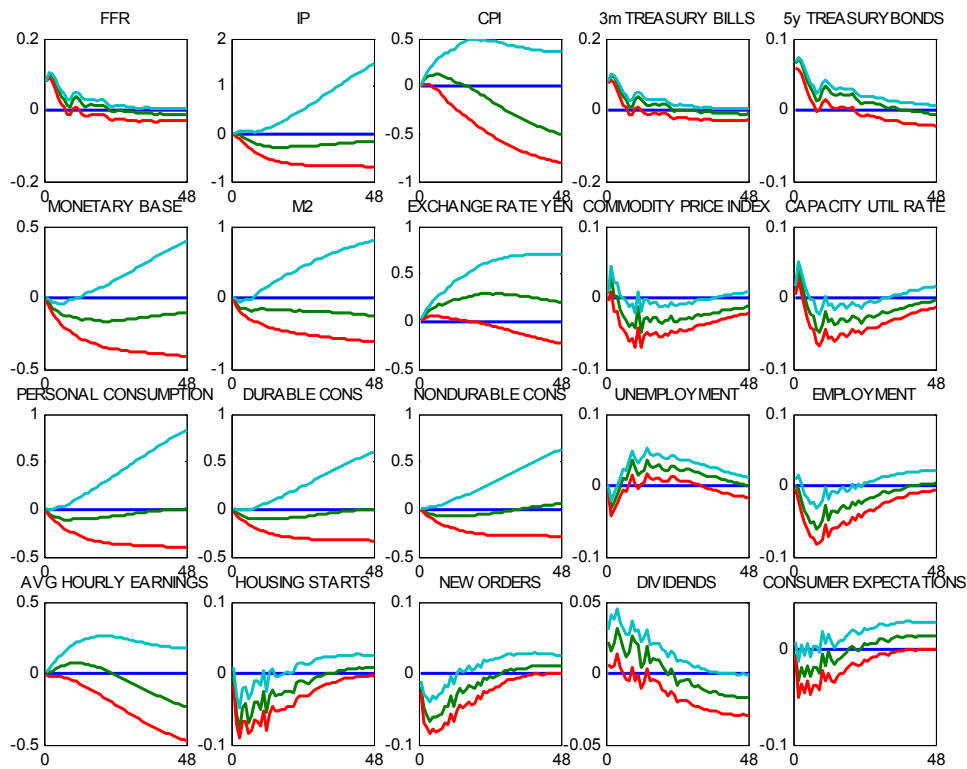 FFR IP CPI 3m TREASURY BILLS 5y TREASURY BONDS
0.2 2 0.5 0.2 0.1
1 0
0 0 0 0
0 -0.5
-0.2 -1 -1 -0.2 -0.1
0 48 0 48 0 48 0 48 0 48
MONETARY BASE M2 EXCHANGE RATE YEN COMMODITY PRICE INDEX CAPACITY UTIL RATE
0.5 1 1 0.1 0.1
0.5
0 0 0 0
0
-0.5 -1 -0.5 -0.1 -0.1
0 48 0 48 0 48 0 48 0 48
PERSONAL CONSUMPTION DURABLE CONS NONDURABLE CONS UNEMPLOYMENT EMPLOYMENT
1 1 1 0.1 0.1
0.5 0.5 0.5 0 0
0 0 0
-0.5 -0.5 -0.5 -0.1 -0.1
0 48 0 48 0 48 0 48 0 48
AVG HOURLY EARNINGS HOUSING STARTS NEW ORDERS DIVIDENDS CONSUMER EXPECTATIONS
0.5 0.1 0.1 0.05 0.1
0 0 0 0 0
-0.5 -0.1 -0.1 -0.05 -0.1
0 48 0 48 0 48 0 48 0 48